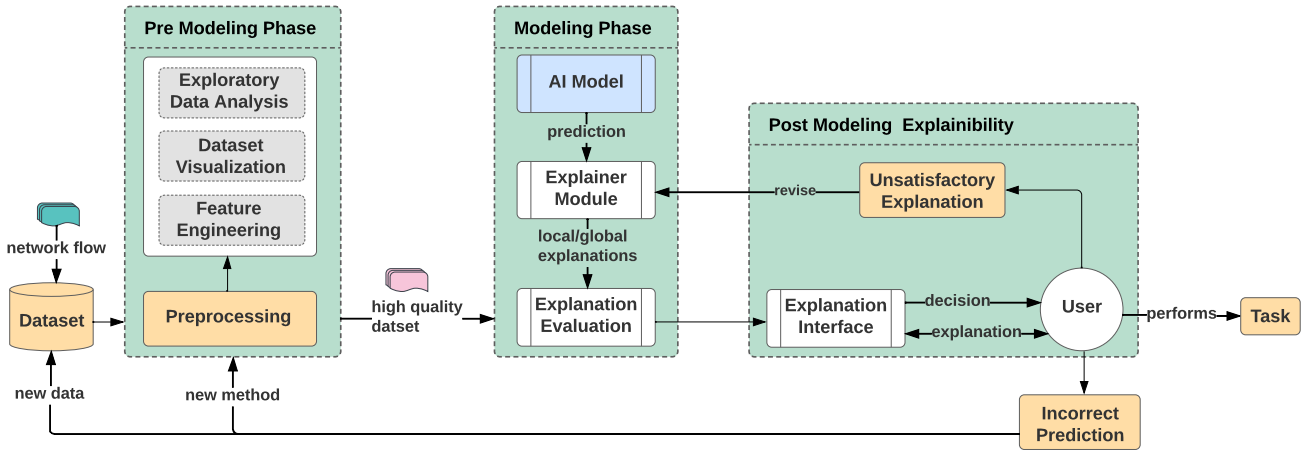 Pre Modeling Phase
Exploratory
Data Analysis
Dataset
Visualization
Feature
Engineering
Preprocessing
network flow
Dataset
new data
new method
high quality
datset
Modeling Phase
AI Model
prediction
Explainer
Module
local/global
explanations
Explanation
Evaluation
Post Modeling  Explainibility
Unsatisfactory
Explanation
revise
Explanation
Interface
decision
explanation
User
performs
Task
Incorrect
Prediction